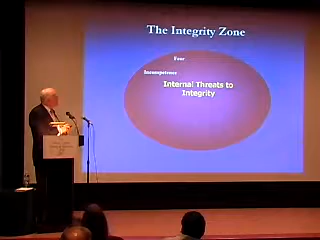 The Integrity Zone
Fear
Incompetence
Internal Threats to
Integrity